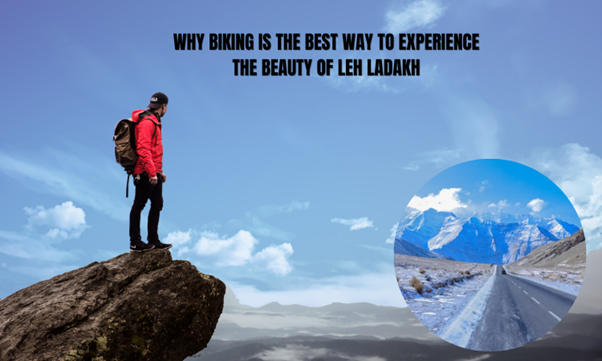 WHY BIKING IS THE BEST WAY TO EXPERIENCE
THE BEAUTY OF LEH LADAKH